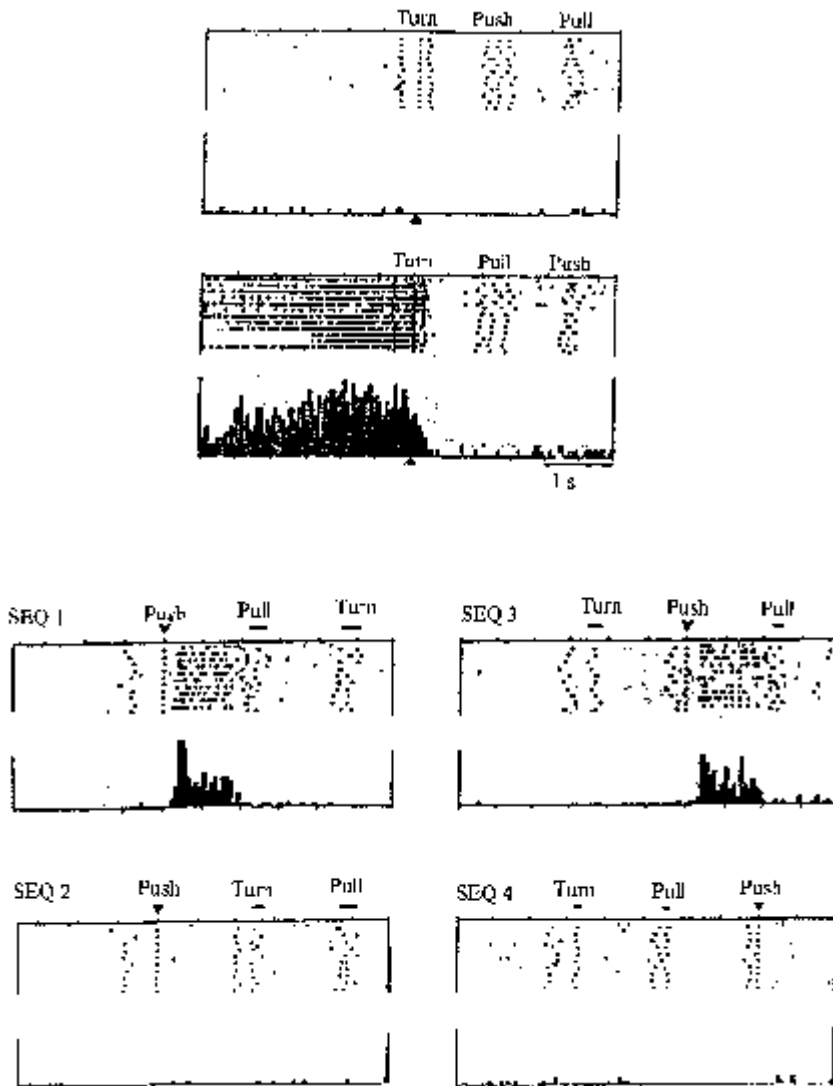 Turn Push Pull
Turn Pull Push
1 s
SEQ 1 Push Pull Turn
SEQ 3 Turn Push Pull
SEQ 2 Push Turn Pull
SEQ 4 Turn Pull Push